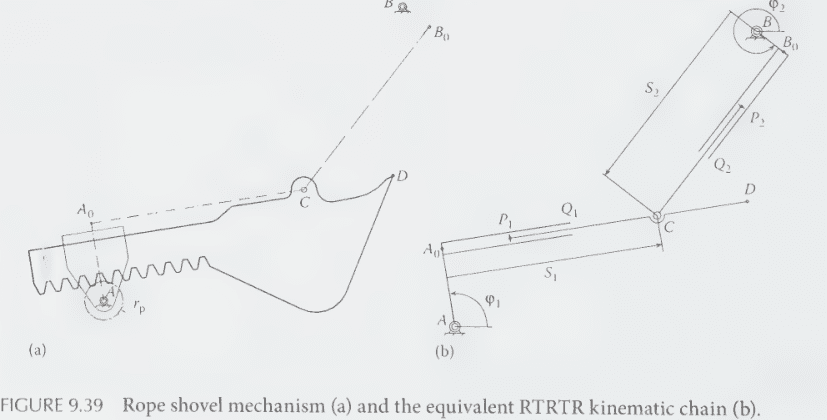 B
B₀
A₀
C
D
A
rₚ
(a)
φ₂
B
B₀
S₂
P₂
Q₂
D
C
Q₁
P₁
A₀
S₁
φ₁
A
(b)
FIGURE 9.39 Rope shovel mechanism (a) and the equivalent RTRTR kinematic chain (b).